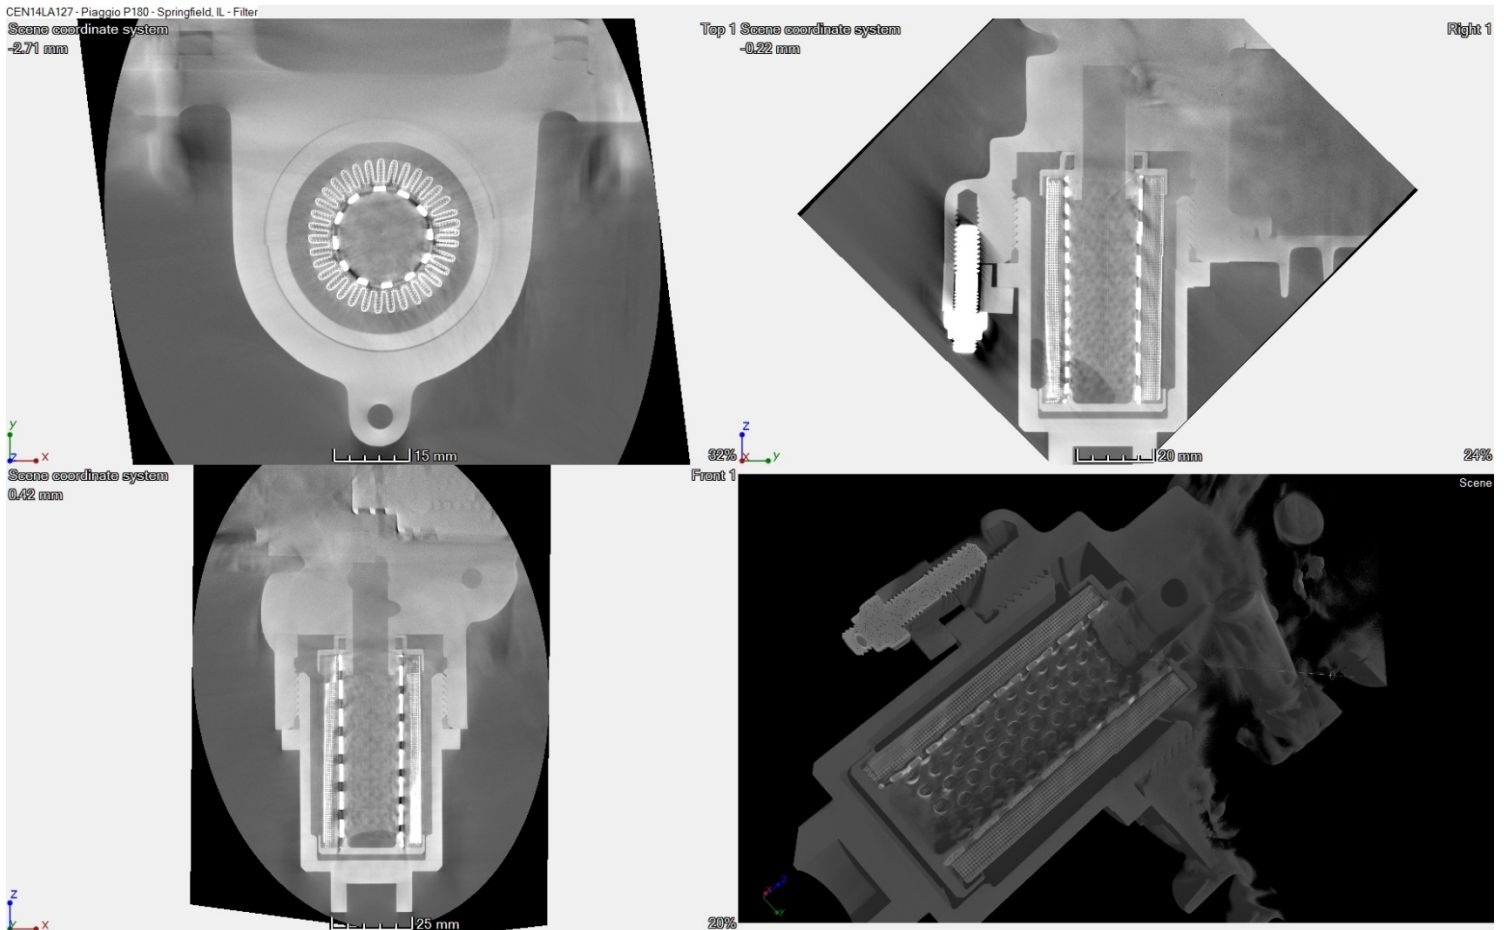 CEN14LA127 - Piaggio P180 - Springfield, IL - Filter
Scene coordinate system
-2.71 mm
Top 1
Scene coordinate system
-0.22 mm
Right 1
y
z
x
15 mm
32%
z
x
y
20 mm
24%
Scene coordinate system
0.42 mm
Front 1
Scene
z
y
x
25 mm
20%
x
z
y